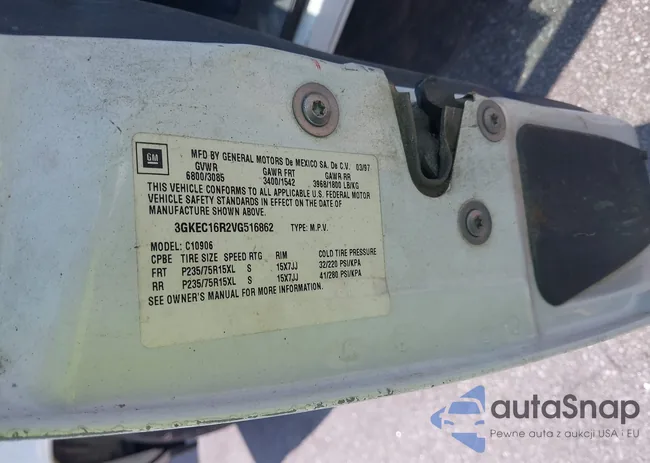 GM
MFD BY GENERAL MOTORS De MEXICO SA. De C.V. 03/97
GVWR GAWR FRT GAWR RR
6800/3085 3400/1542 3968/1800 LB/KG
THIS VEHICLE CONFORMS TO ALL APPLICABLE U.S. FEDERAL MOTOR
VEHICLE SAFETY STANDARDS IN EFFECT ON THE DATE OF
MANUFACTURE SHOWN ABOVE.
3GKEC16R2VG516862 TYPE: M.P.V.
MODEL: C10906
CPBE TIRE SIZE SPEED RTG RIM COLD TIRE PRESSURE
FRT P235/75R15XL S 15X7JJ 32/220 PSI/KPA
RR P235/75R15XL S 15X7JJ 41/280 PSI/KPA
SEE OWNER'S MANUAL FOR MORE INFORMATION.
autaSnap
Pewne auta z aukcji USA i EU